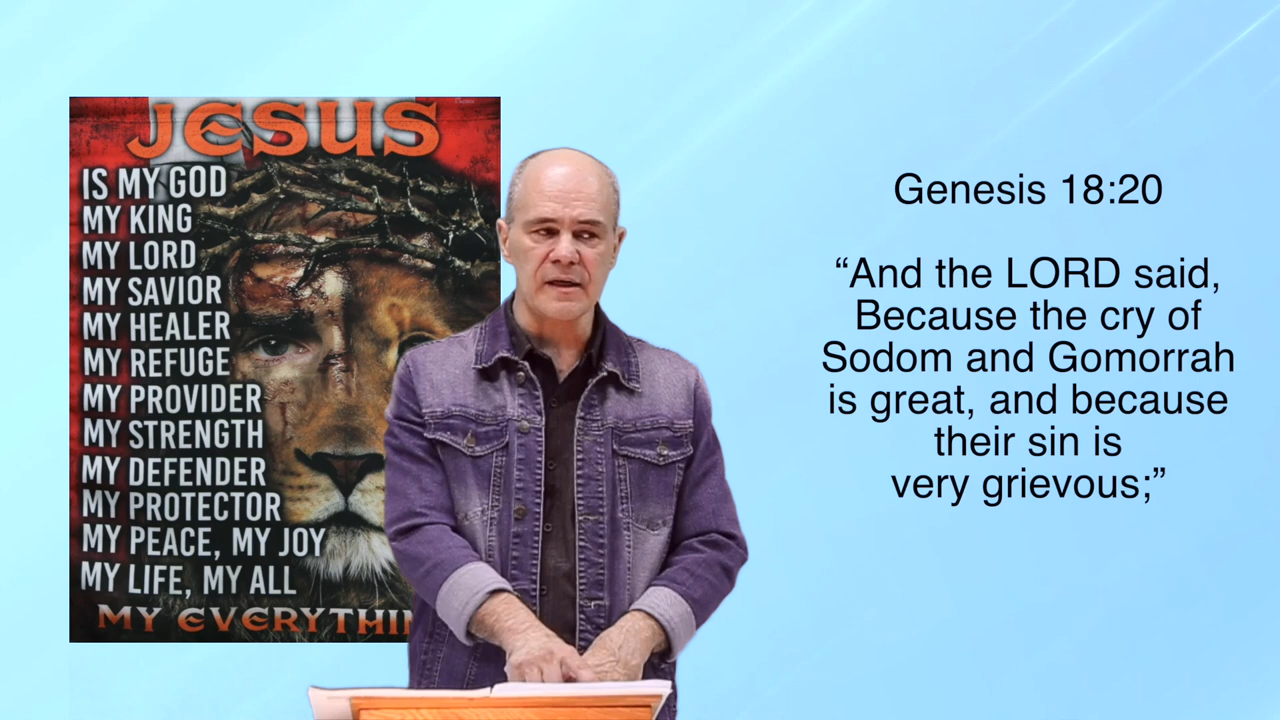 JESUS
IS MY GOD
MY KING
MY LORD
MY SAVIOR
MY HEALER
MY REFUGE
MY PROVIDER
MY STRENGTH
MY DEFENDER
MY PROTECTOR
MY PEACE, MY JOY
MY LIFE, MY ALL
MY EVERYTHIN
Genesis 18:20
“And the LORD said,
Because the cry of
Sodom and Gomorrah
is great, and because
their sin is
very grievous;”